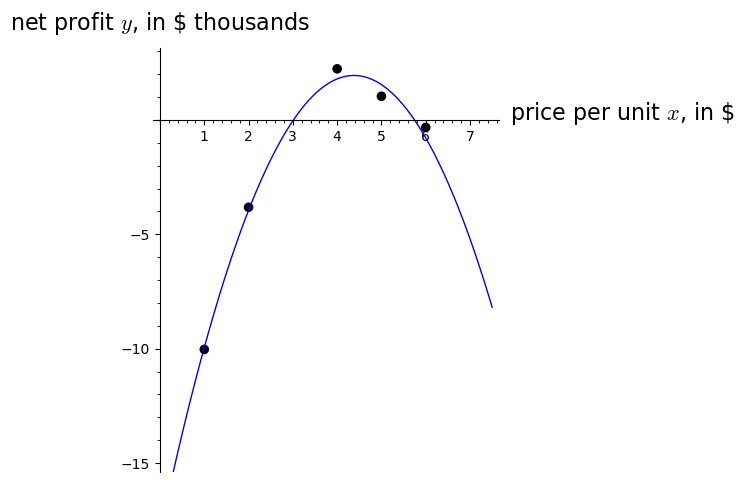 net profit y, in $ thousands
price per unit x, in $
1 2 3 4 5 6 7
−5
−10
−15